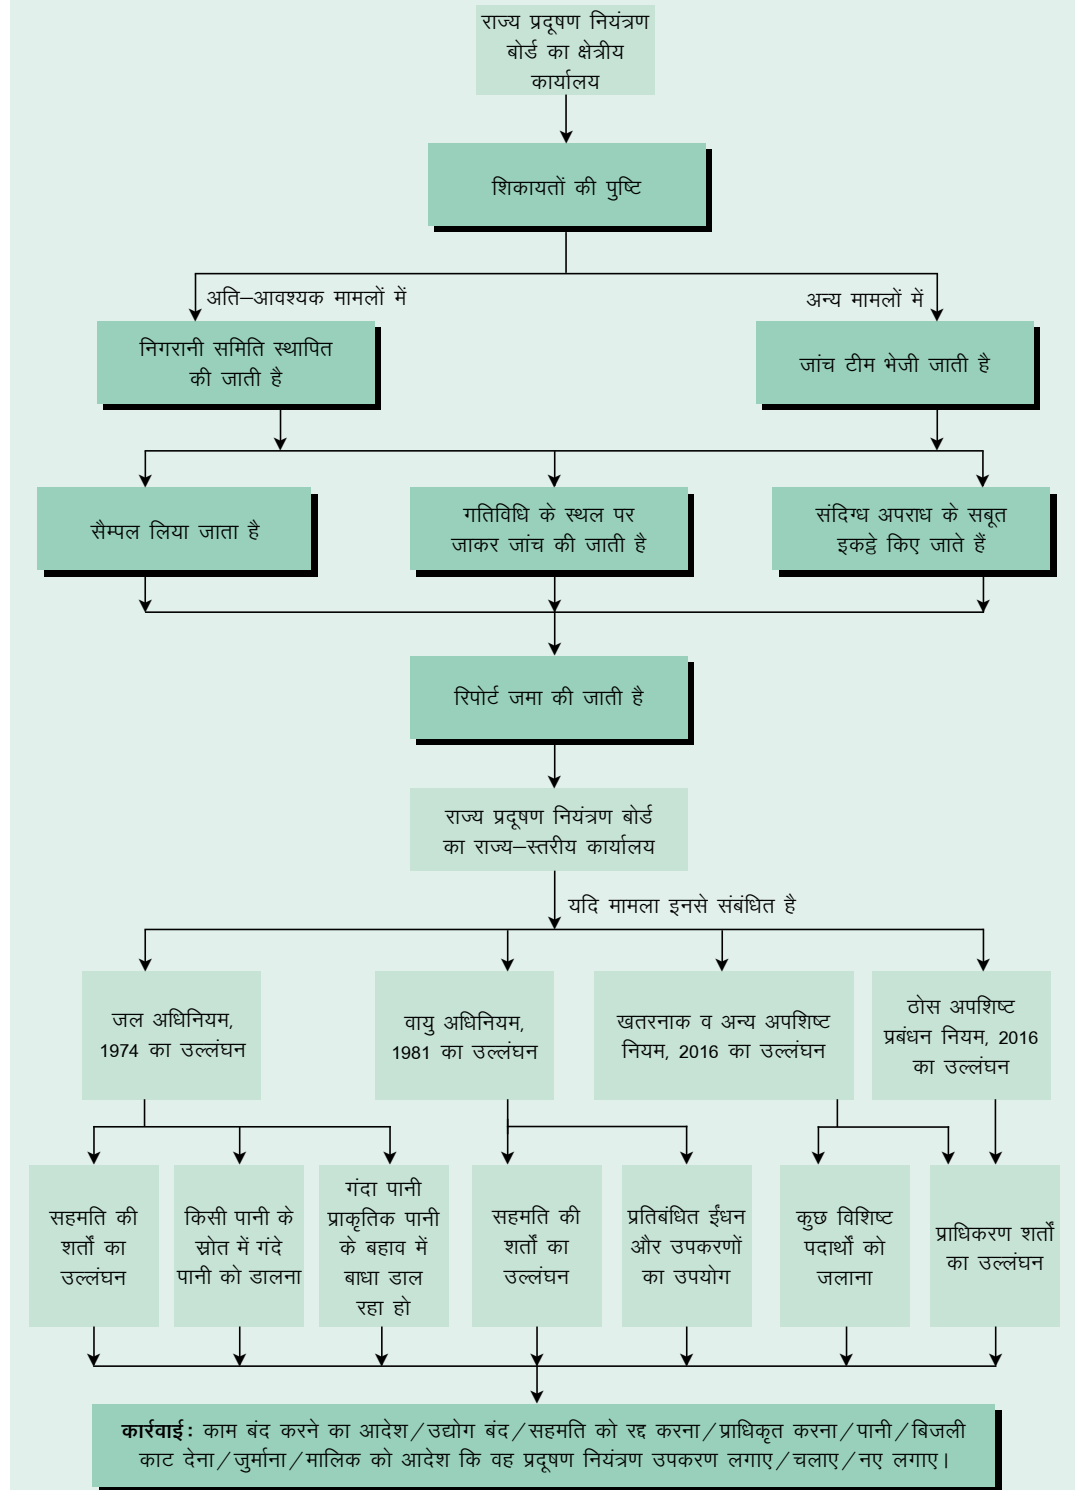 राज्य प्रदूषण नियंत्रण
बोर्ड का क्षेत्रीय
कार्यालय
शिकायतों की पुष्टि
अति–आवश्यक मामलों में
अन्य मामलों में
निगरानी समिति स्थापित
की जाती है
जांच टीम भेजी जाती है
सैम्पल लिया जाता है
गतिविधि के स्थल पर
जाकर जांच की जाती है
संदिग्ध अपराध के सबूत
इकट्ठे किए जाते हैं
रिपोर्ट जमा की जाती है
राज्य प्रदूषण नियंत्रण बोर्ड
का राज्य–स्तरीय कार्यालय
यदि मामला इनसे संबंधित है
जल अधिनियम,
1974 का उल्लंघन
वायु अधिनियम,
1981 का उल्लंघन
खतरनाक व अन्य अपशिष्ट
नियम, 2016 का उल्लंघन
ठोस अपशिष्ट
प्रबंधन नियम, 2016
का उल्लंघन
सहमति की
शर्तों का
उल्लंघन
किसी पानी के
स्रोत में गंदे
पानी को डालना
गंदा पानी
प्राकृतिक पानी
के बहाव में
बाधा डाल
रहा हो
सहमति की
शर्तों का
उल्लंघन
प्रतिबंधित ईंधन
और उपकरणों
का उपयोग
कुछ विशिष्ट
पदार्थों को
जलाना
प्राधिकरण शर्तों
का उल्लंघन
कार्रवाई: काम बंद करने का आदेश/उद्योग बंद/सहमति को रद्द करना/प्राधिकृत करना/पानी/बिजली
काट देना/जुर्माना/मालिक को आदेश कि वह प्रदूषण नियंत्रण उपकरण लगाए/चलाए/नए लगाए।